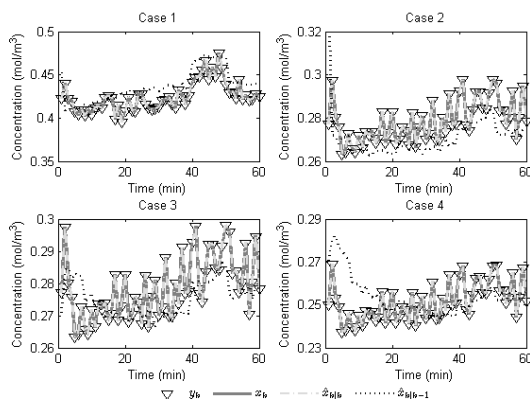 Case 1
Case 2
0.5
0.45
0.4
0.35
Concentration (mol/m³)
0 20 40 60
Time (min)
0.32
0.3
0.28
0.26
Concentration (mol/m³)
0 20 40 60
Time (min)
Case 3
Case 4
0.3
0.29
0.28
0.27
0.26
Concentration (mol/m³)
0 20 40 60
Time (min)
0.29
0.27
0.25
0.23
Concentration (mol/m³)
0 20 40 60
Time (min)
yₖ xₖ x̂ₖ|ₖ x̂ₖ|ₖ₋₁